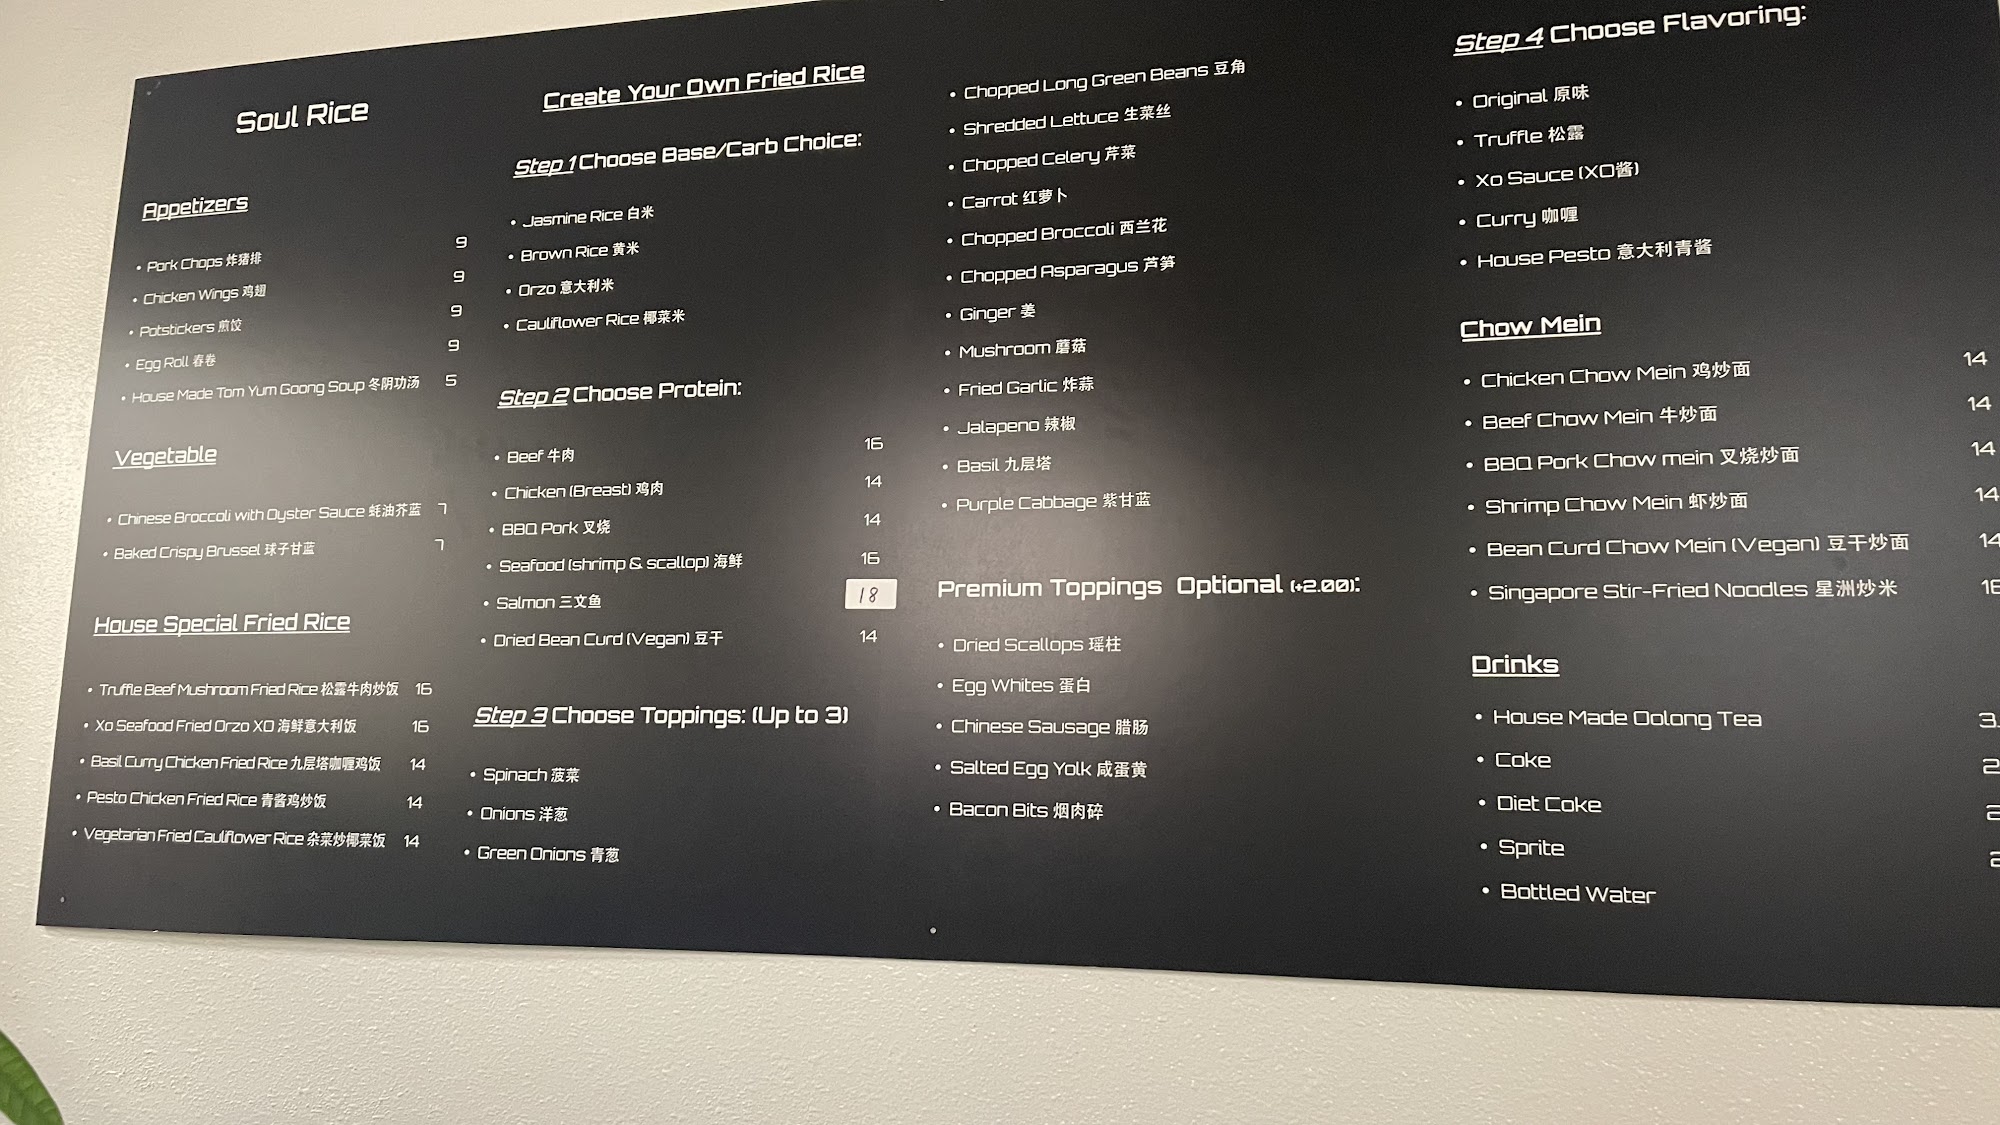 Soul Rice
Appetizers
• Pork Chops 炸猪排 9
• Chicken Wings 鸡翅 9
• Potstickers 煎饺 9
• Egg Roll 春卷 9
• House Made Tom Yum Goong Soup 冬阴功汤 5
Vegetable
• Chinese Broccoli with Oyster Sauce 蚝油芥蓝 7
• Baked Crispy Brussel 球子甘蓝 7
House Special Fried Rice
• Truffle Beef Mushroom Fried Rice 松露牛肉炒饭 16
• Xo Seafood Fried Orzo XO 海鲜意大利饭 16
• Basil Curry Chicken Fried Rice 九层塔咖喱鸡饭 14
• Pesto Chicken Fried Rice 青酱鸡炒饭 14
• Vegetarian Fried Cauliflower Rice 杂菜炒椰菜饭 14
Create Your Own Fried Rice
Step 1 Choose Base/Carb Choice:
• Jasmine Rice 白米
• Brown Rice 黄米
• Orzo 意大利米
• Cauliflower Rice 椰菜米
Step 2 Choose Protein:
• Beef 牛肉 16
• Chicken (Breast) 鸡肉 14
• BBQ Pork 叉烧 14
• Seafood (shrimp & scallop) 海鲜 16
• Salmon 三文鱼 18
• Dried Bean Curd (Vegan) 豆干 14
Step 3 Choose Toppings: (Up to 3)
• Spinach 菠菜
• Onions 洋葱
• Green Onions 青葱
• Chopped Long Green Beans 豆角
• Shredded Lettuce 生菜丝
• Chopped Celery 芹菜
• Carrot 红萝卜
• Chopped Broccoli 西兰花
• Chopped Asparagus 芦笋
• Ginger 姜
• Mushroom 蘑菇
• Fried Garlic 炸蒜
• Jalapeno 辣椒
• Basil 九层塔
• Purple Cabbage 紫甘蓝
Premium Toppings Optional (+2.00):
• Dried Scallops 瑶柱
• Egg Whites 蛋白
• Chinese Sausage 腊肠
• Salted Egg Yolk 咸蛋黄
• Bacon Bits 烟肉碎
Step 4 Choose Flavoring:
• Original 原味
• Truffle 松露
• Xo Sauce (XO酱)
• Curry 咖喱
• House Pesto 意大利青酱
Chow Mein
• Chicken Chow Mein 鸡炒面 14
• Beef Chow Mein 牛炒面 14
• BBQ Pork Chow mein 叉烧炒面 14
• Shrimp Chow Mein 虾炒面 14
• Bean Curd Chow Mein (Vegan) 豆干炒面 14
• Singapore Stir-Fried Noodles 星洲炒米
Drinks
• House Made Oolong Tea 3.
• Coke 2
• Diet Coke 2
• Sprite 2
• Bottled Water